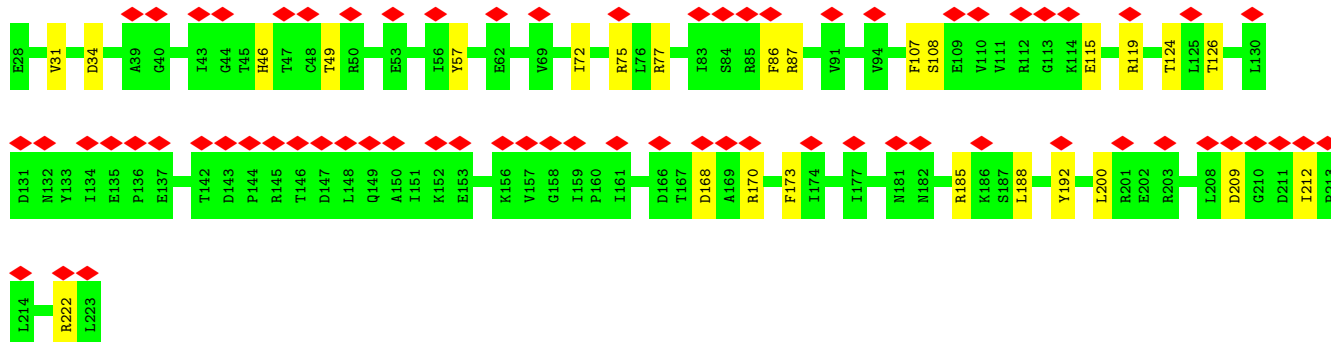 E28 V31 D34 A39 G40 I43 G44 T45 H46 T47 C48 T49 R50 E53 I56 Y57 E62 V69 I72 R75 L76 R77 I83 S84 R85 F86 R87 V91 V94 F107 S108 E109 V110 V111 R112 G113 K114 E115 R119 T124 L125 T126 L130
D131 N132 Y133 I134 E135 P136 E137 T142 D143 P144 R145 T146 D147 L148 Q149 A150 I151 K152 E153 K156 V157 G158 I159 P160 I161 D166 T167 D168 A169 R170 F173 I174 I177 N181 N182 R185 K186 S187 L188 Y192 L200 R201 E202 R203 L208 D209 G210 D211 I212
L214 R222 L223